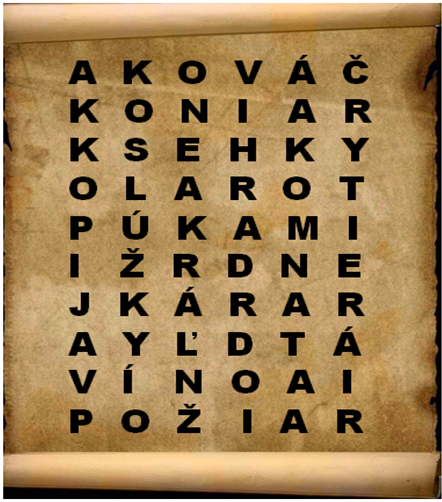 A K O V Á Č
K O N I A R
K S E H K Y
O L A R O T
P Ú K A M I
I Ž R D N E
J K Á R A R
A Y Ľ D T Á
V Í N O A I
P O Ž I A R